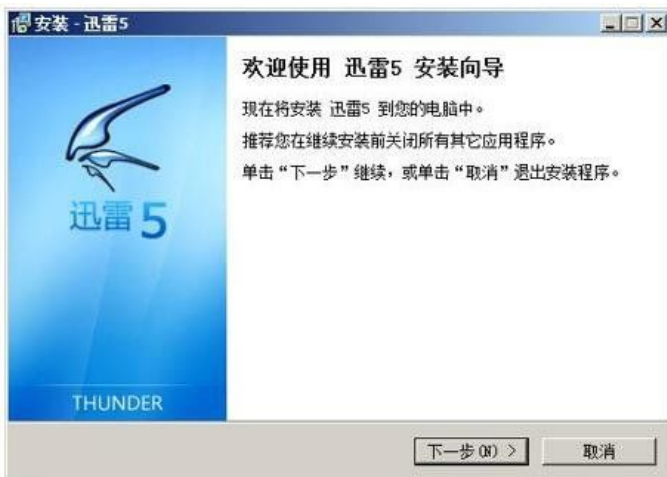 安装 - 迅雷5
欢迎使用 迅雷5 安装向导
现在将安装 迅雷5 到您的电脑中。
推荐您在继续安装前关闭所有其它应用程序。
单击“下一步”继续，或单击“取消”退出安装程序。
迅雷5
THUNDER
下一步(N) >
取消